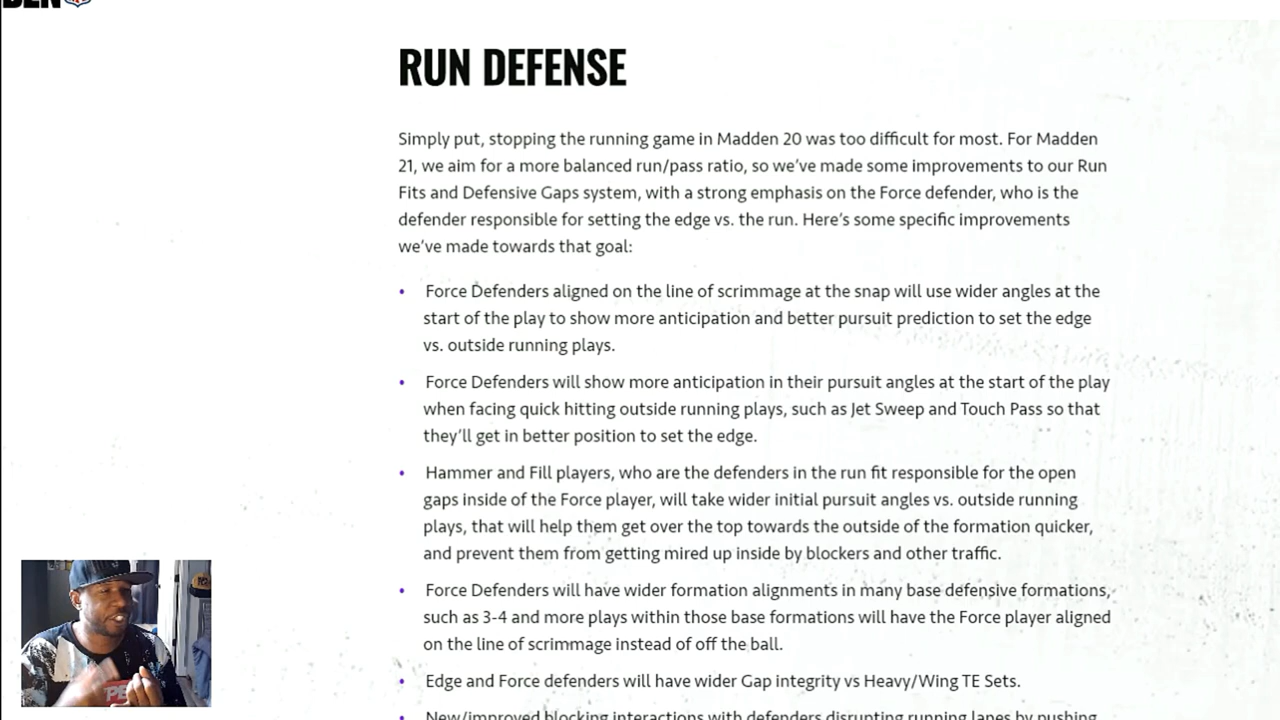 RUN DEFENSE
Simply put, stopping the running game in Madden 20 was too difficult for most. For Madden
21, we aim for a more balanced run/pass ratio, so we've made some improvements to our Run
Fits and Defensive Gaps system, with a strong emphasis on the Force defender, who is the
defender responsible for setting the edge vs. the run. Here's some specific improvements
we've made towards that goal:
• Force Defenders aligned on the line of scrimmage at the snap will use wider angles at the
start of the play to show more anticipation and better pursuit prediction to set the edge
vs. outside running plays.
• Force Defenders will show more anticipation in their pursuit angles at the start of the play
when facing quick hitting outside running plays, such as Jet Sweep and Touch Pass so that
they'll get in better position to set the edge.
• Hammer and Fill players, who are the defenders in the run fit responsible for the open
gaps inside of the Force player, will take wider initial pursuit angles vs. outside running
plays, that will help them get over the top towards the outside of the formation quicker,
and prevent them from getting mired up inside by blockers and other traffic.
• Force Defenders will have wider formation alignments in many base defensive formations,
such as 3-4 and more plays within those base formations will have the Force player aligned
on the line of scrimmage instead of off the ball.
• Edge and Force defenders will have wider Gap integrity vs Heavy/Wing TE Sets.
• New/improved blocking interactions with defenders disrupting running lanes by pushing